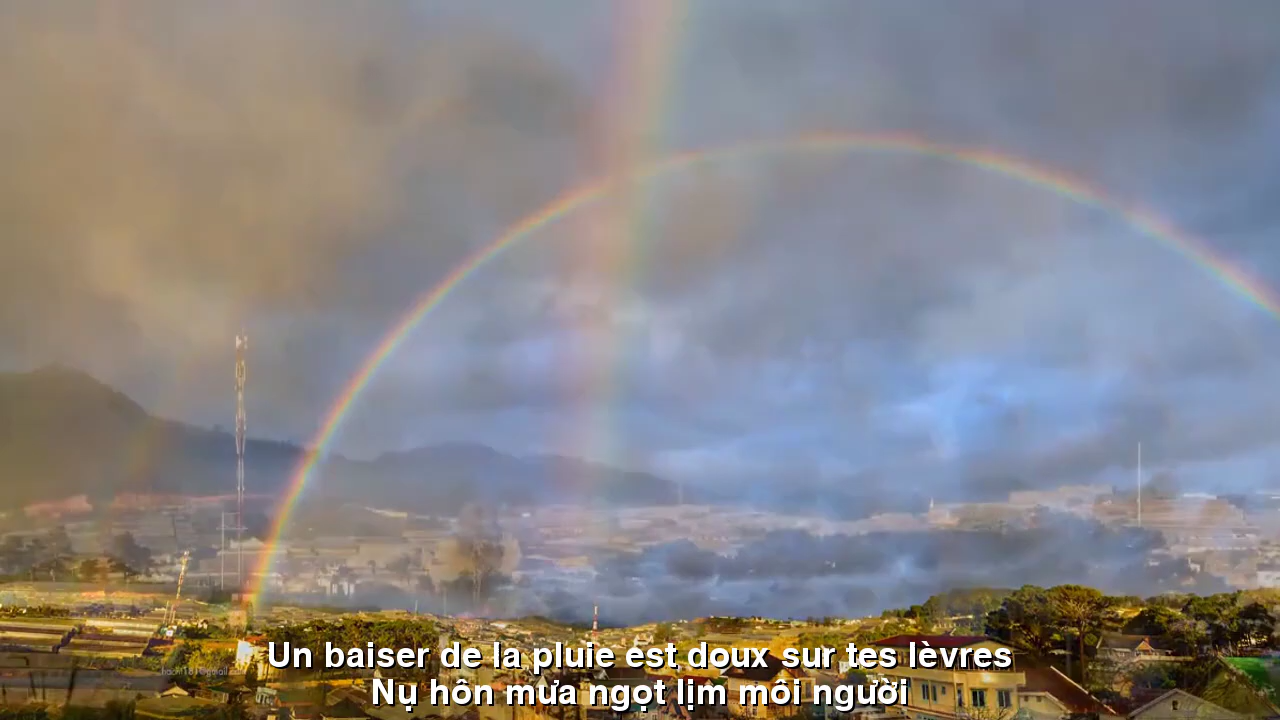 Un baiser de la pluie est doux sur tes lèvres
Nụ hôn mưa ngọt lịm môi người